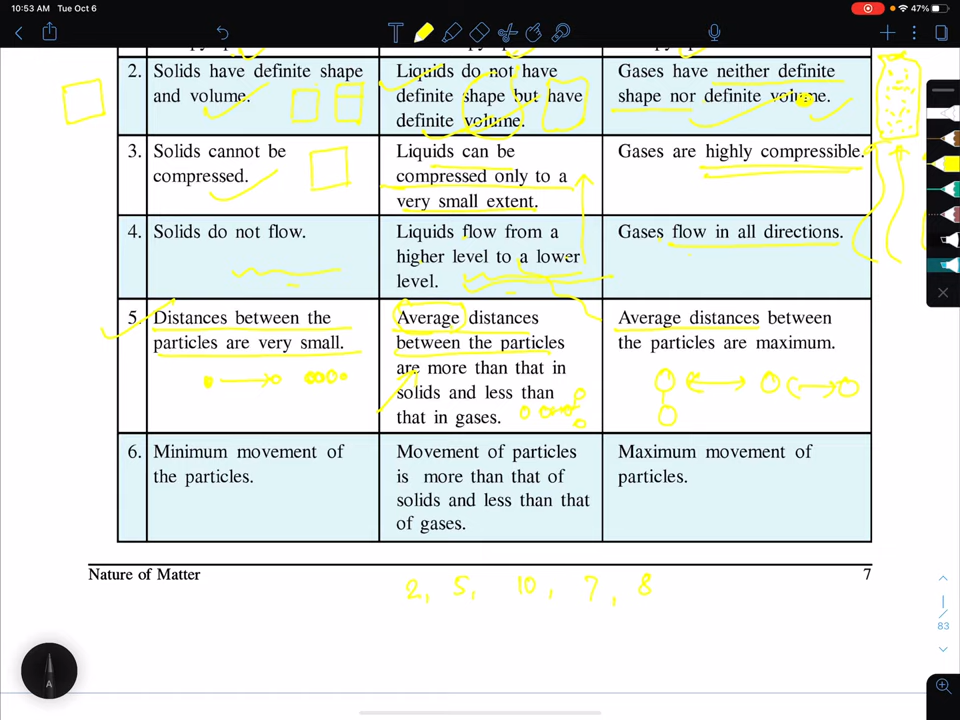 10:53 AM Tue Oct 6
47%
2. Solids have definite shape and volume.
Liquids do not have definite shape but have definite volume.
Gases have neither definite shape nor definite volume.
3. Solids cannot be compressed.
Liquids can be compressed only to a very small extent.
Gases are highly compressible.
4. Solids do not flow.
Liquids flow from a higher level to a lower level.
Gases flow in all directions.
5. Distances between the particles are very small.
Average distances between the particles are more than that in solids and less than that in gases.
Average distances between the particles are maximum.
6. Minimum movement of the particles.
Movement of particles is more than that of solids and less than that of gases.
Maximum movement of particles.
Nature of Matter
7
2, 5, 10, 7, 8
1
/
83
A